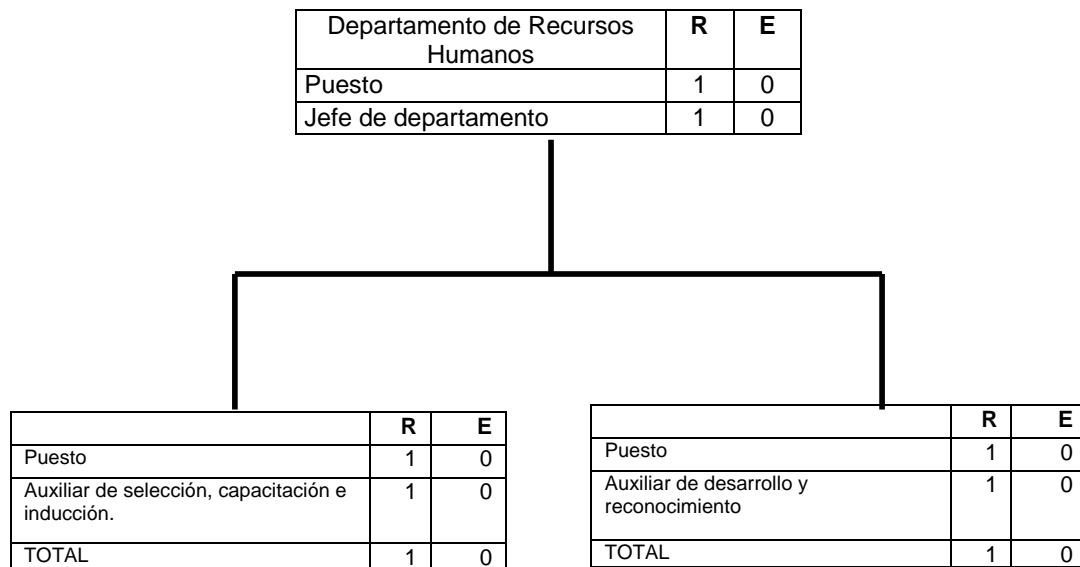 Departamento de Recursos R E
Humanos
Puesto 1 0
Jefe de departamento 1 0
R E
Puesto 1 0
Auxiliar de selección, capacitación e 1 0
inducción.
TOTAL 1 0
R E
Puesto 1 0
Auxiliar de desarrollo y 1 0
reconocimiento
TOTAL 1 0